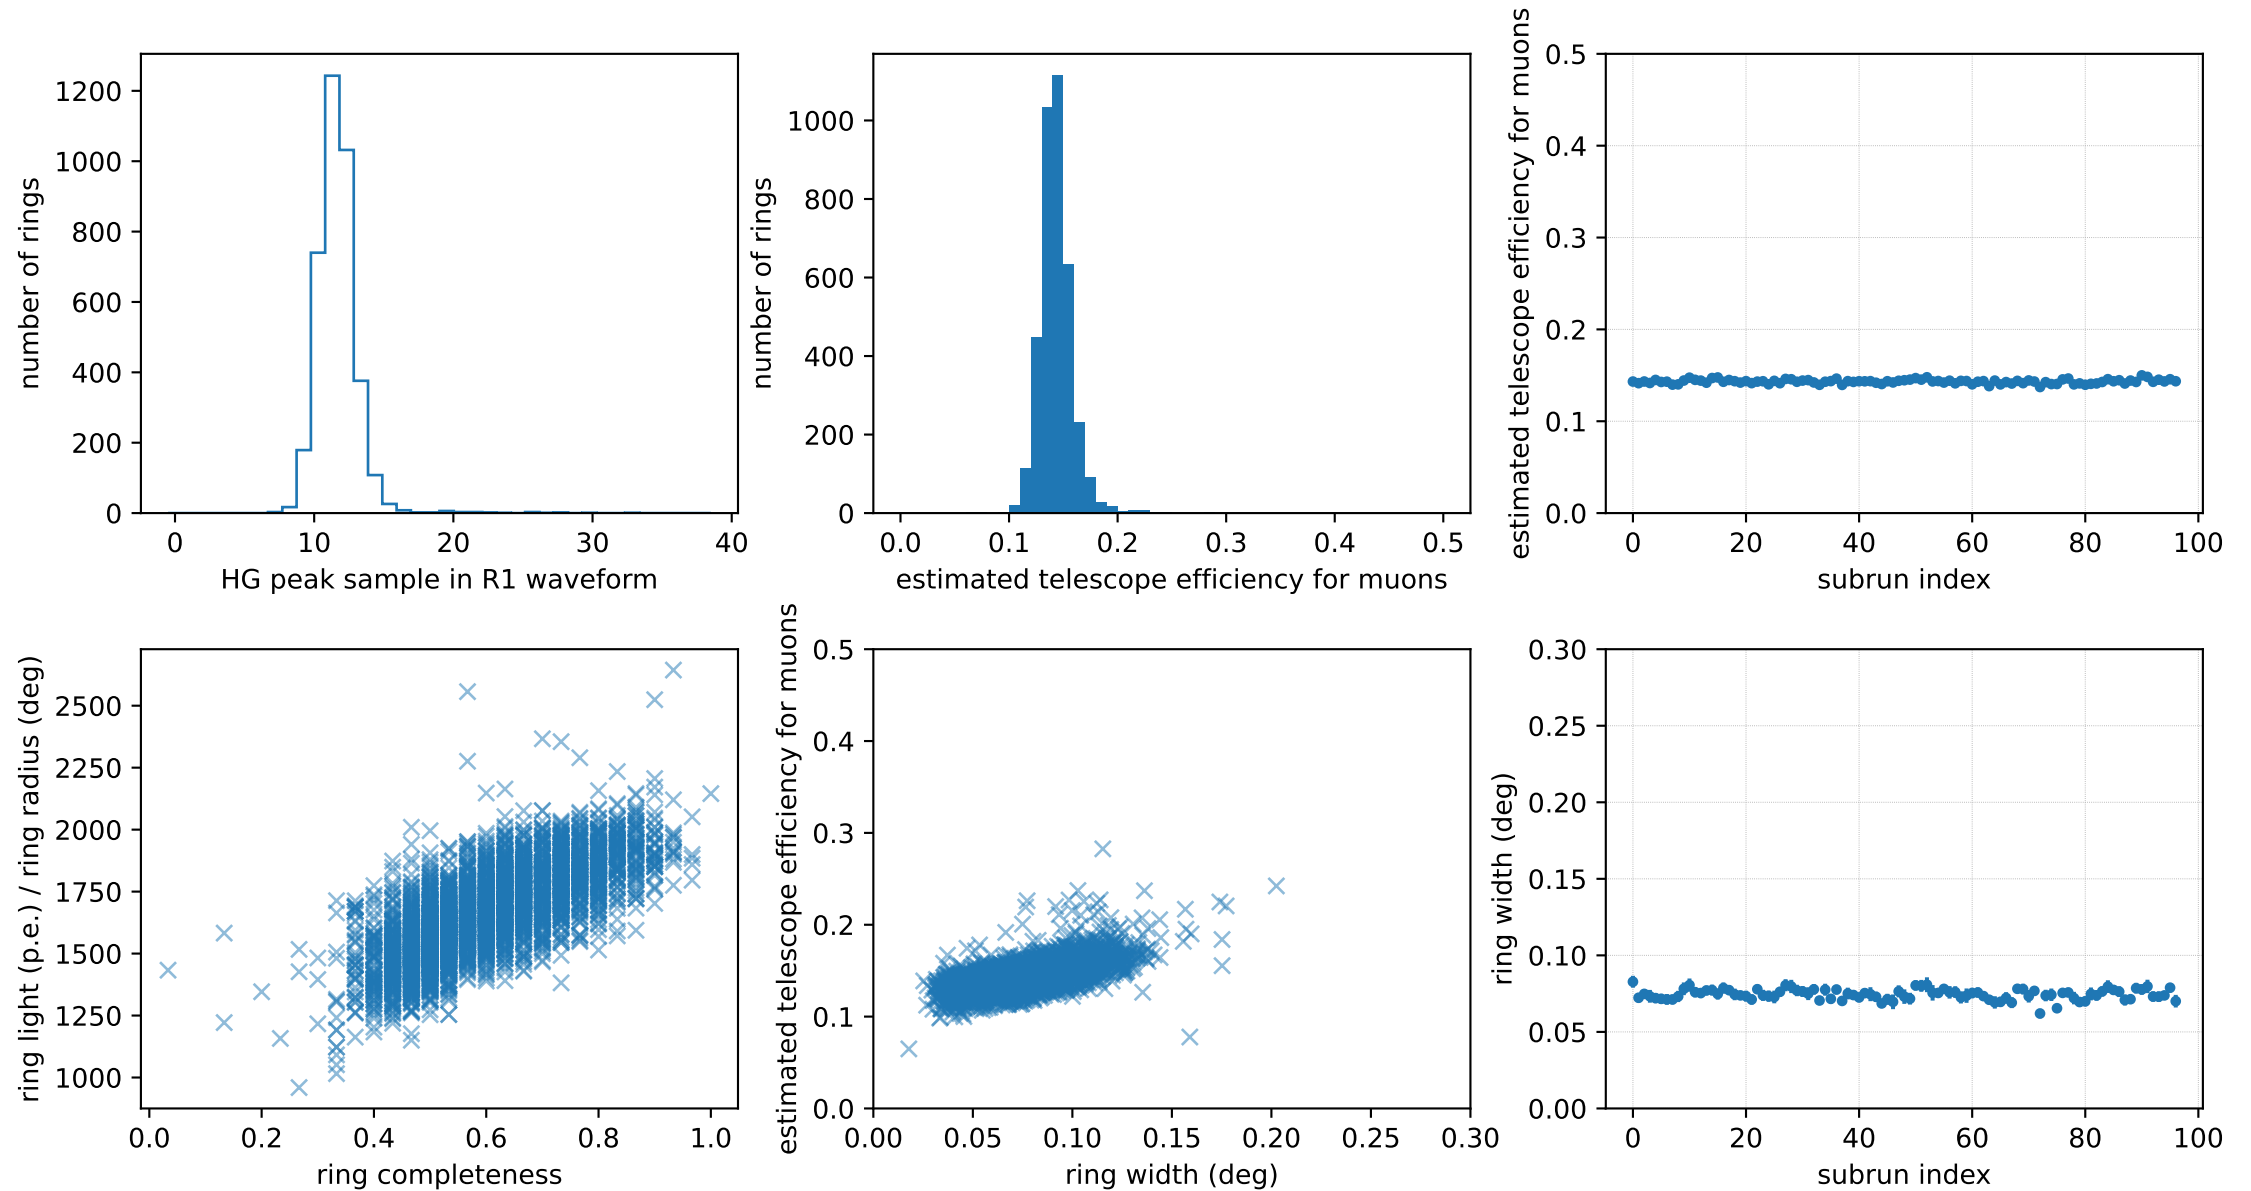 number of rings
1200
1000
800
600
400
200
0
0 10 20 30 40
HG peak sample in R1 waveform
number of rings
1000
800
600
400
200
0
0.0 0.1 0.2 0.3 0.4 0.5
estimated telescope efficiency for muons
estimated telescope efficiency for muons
0.5
0.4
0.3
0.2
0.1
0.0
0 20 40 60 80 100
subrun index
ring light (p.e.) / ring radius (deg)
2500
2250
2000
1750
1500
1250
1000
0.0 0.2 0.4 0.6 0.8 1.0
ring completeness
estimated telescope efficiency for muons
0.5
0.4
0.3
0.2
0.1
0.0
0.00 0.05 0.10 0.15 0.20 0.25 0.30
ring width (deg)
ring width (deg)
0.30
0.25
0.20
0.15
0.10
0.05
0.00
0 20 40 60 80 100
subrun index